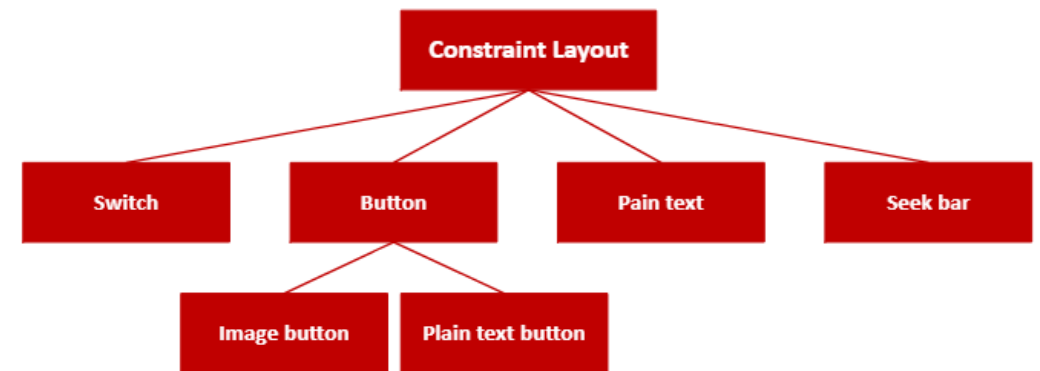 Constraint Layout
Switch
Button
Pain text
Seek bar
Image button
Plain text button